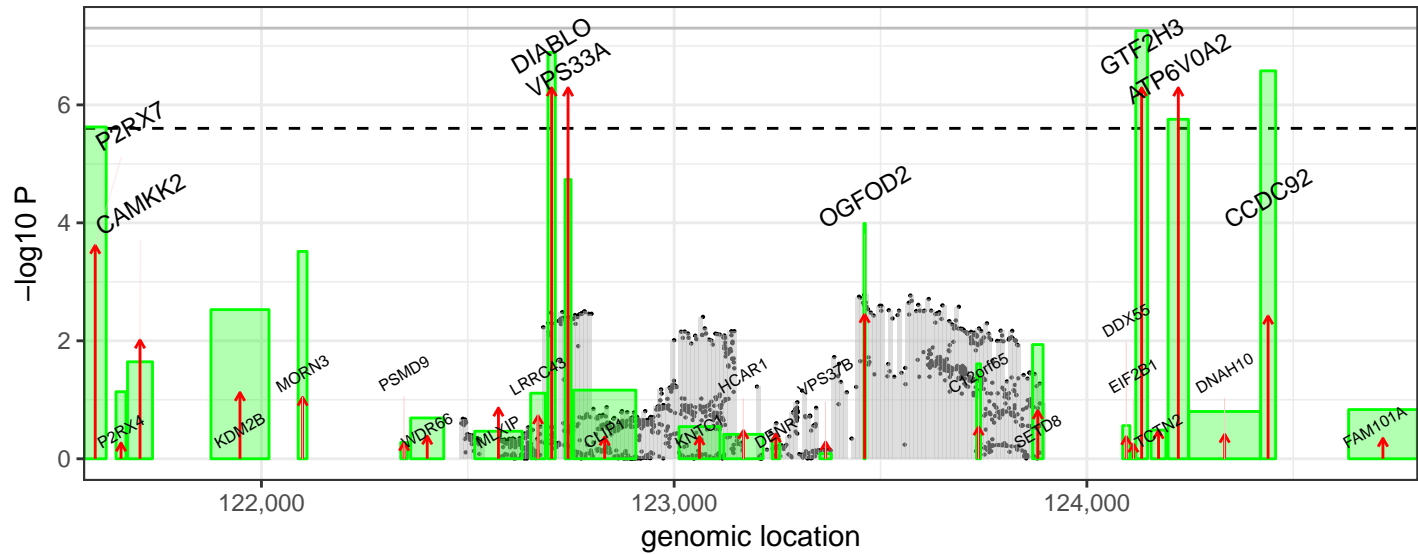 DIABLO
VPS33A
GTF2H3
ATP6V0A2
P2RX7
CAMKK2
OGFOD2
CCDC92
DDX55
MORN3
PSMD9
LRRC43
HCAR1
VPS37B
C12orf65
EIF2B1
DNAH10
P2RX4
KDM2B
WDR66
MLXIP
CLIP1
KNTC1
DENR
SETD8
TCTN2
FAM101A
6
4
2
0
−log10 P
122,000
123,000
124,000
genomic location